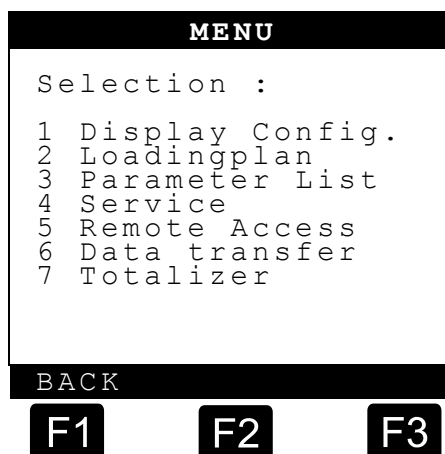 MENU
Selection :
1 Display Config.
2 Loadingplan
3 Parameter List
4 Service
5 Remote Access
6 Data transfer
7 Totalizer
BACK
F1 F2 F3